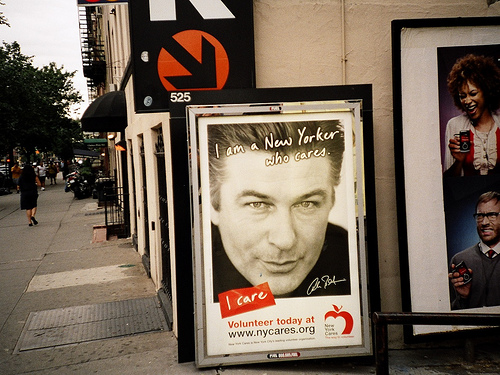 525
I am a New Yorker
who cares.
I care
Volunteer today at
www.nycares.org
New
York
Cares